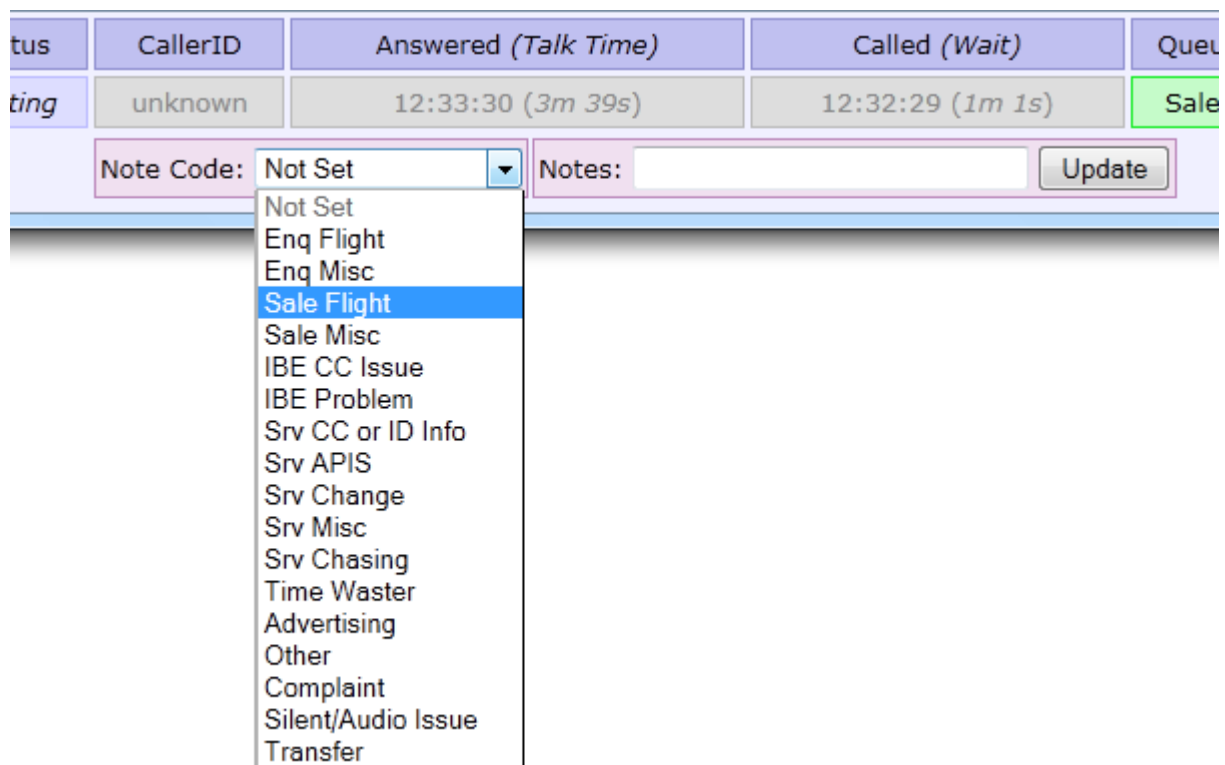 tus CallerID Answered (Talk Time) Called (Wait) Queu
ting unknown 12:33:30 (3m 39s) 12:32:29 (1m 1s) Sale
Note Code: Not Set Notes: Update
Not Set
Enq Flight
Enq Misc
Sale Flight
Sale Misc
IBE CC Issue
IBE Problem
Srv CC or ID Info
Srv APIS
Srv Change
Srv Misc
Srv Chasing
Time Waster
Advertising
Other
Complaint
Silent/Audio Issue
Transfer